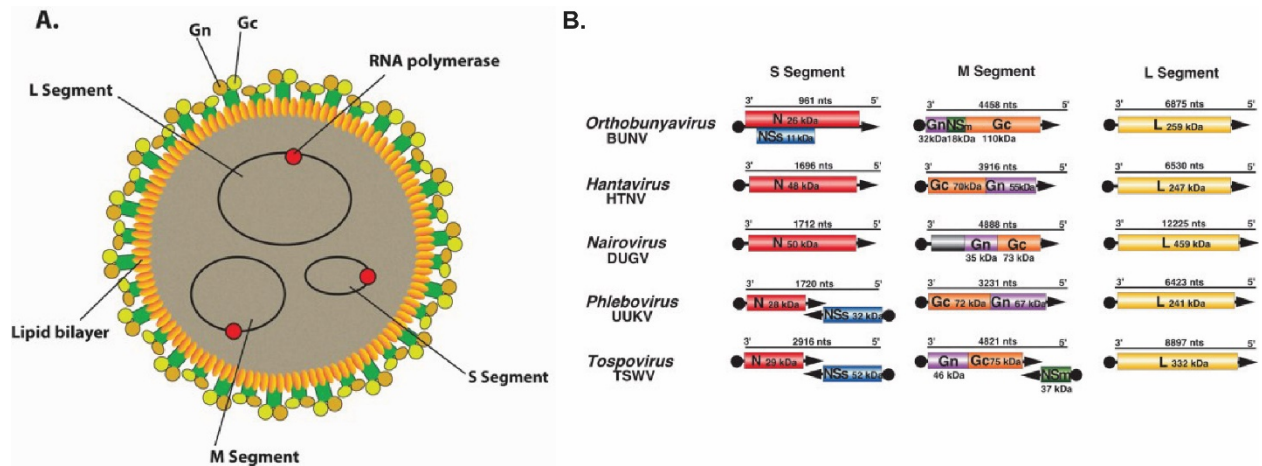 A.
Gn
Gc
RNA polymerase
L Segment
Lipid bilayer
S Segment
M Segment
B.
S Segment
M Segment
L Segment
Orthobunyavirus
BUNV
3' 961 nts 5'
N 26 kDa
NSs 11 kDa
3' 4458 nts 5'
Gn NSm Gc
32kDa 18kDa 110kDa
3' 6875 nts 5'
L 259 kDa
Hantavirus
HTNV
3' 1696 nts 5'
N 48 kDa
3' 3916 nts 5'
Gc 70kDa Gn 55kDa
3' 6530 nts 5'
L 247 kDa
Nairovirus
DUGV
3' 1712 nts 5'
N 50 kDa
3' 4888 nts 5'
Gn Gc
35 kDa 73 kDa
3' 12225 nts 5'
L 459 kDa
Phlebovirus
UUKV
3' 1720 nts 5'
N 28 kDa
NSs 32 kDa
3' 3231 nts 5'
Gc 72 kDa Gn 67 kDa
3' 6423 nts 5'
L 241 kDa
Tospovirus
TSWV
3' 2916 nts 5'
N 29 kDa
NSs 52 kDa
3' 4821 nts 5'
Gn Gc 75 kDa
46 kDa
NSm
37 kDa
3' 8897 nts 5'
L 332 kDa